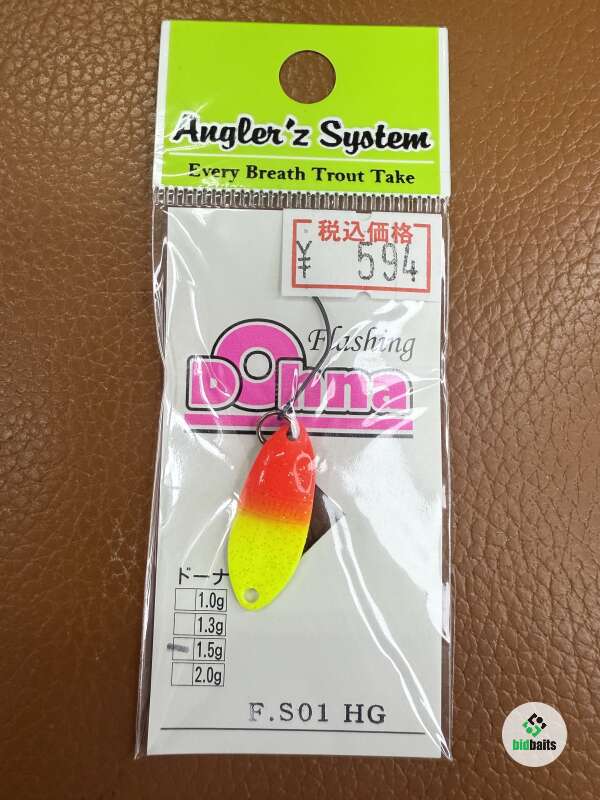 Angler'z System
Every Breath Trout Take
税込価格
¥ 594
Flashing
Dohna
ドーナ
1.0g
1.3g
1.5g
2.0g
F.S01 HG
bidbaits